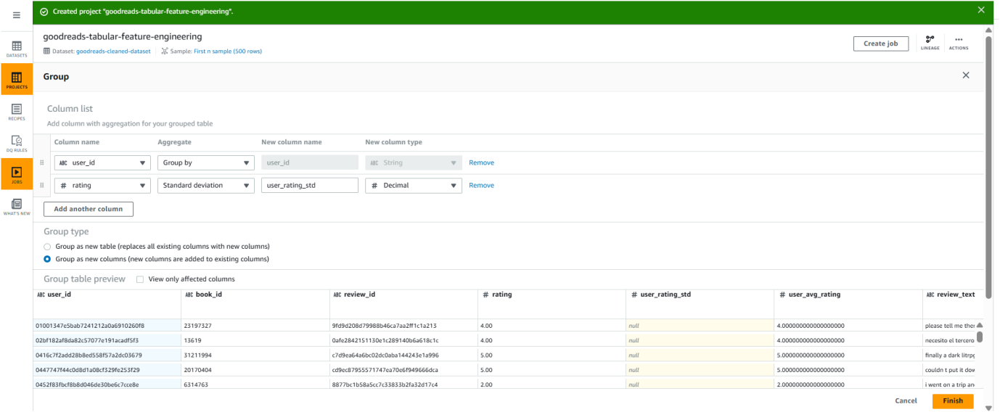 Created project "goodreads-tabular-feature-engineering".
goodreads-tabular-feature-engineering
Dataset: goodreads-cleaned-dataset Sample: First n sample (500 rows)
Create job
LINEAGE
ACTIONS
DATASETS
PROJECTS
RECIPES
DQ RULES
JOBS
WHAT'S NEW
Group
Column list
Add column with aggregation for your grouped table
Column name Aggregate New column name New column type
ABC user_id Group by user_id ABC String Remove
# rating Standard deviation user_rating_std # Decimal Remove
Add another column
Group type
Group as new table (replaces all existing columns with new columns)
Group as new columns (new columns are added to existing columns)
Group table preview View only affected columns
ABC user_id ABC book_id ABC review_id # rating # user_rating_std # user_avg_rating ABC review_text
01001347e5bab7241212a0a6910260f8 23197327 9fd9d208d79988b46ca7aa2ff1c1a213 4.00 null 4.000000000000000000 please tell me ther
02bf182af8da82c57077e191acadf5f3 13619 0afe2842151130e1c289140b6a618c1c 4.00 null 4.000000000000000000 necesito el tercero
0416c7f2add28b8ed558f57a2dc03679 31211994 c7d9ea64a6bc02dc0aba144243e1a996 5.00 null 5.000000000000000000 finally a dark litrpg
0447747f44c0d8d1a08cf329fe253f29 20170404 cd9ec87955571747ea70e6f949666dca 5.00 null 5.000000000000000000 couldn t put it dow
0452f83fbcf8b8d046de30be6c7cce8e 6314763 8877bc1b58a5cc7c33833b2fa32d17c4 2.00 null 2.000000000000000000 i went on a trip an
Cancel Finish